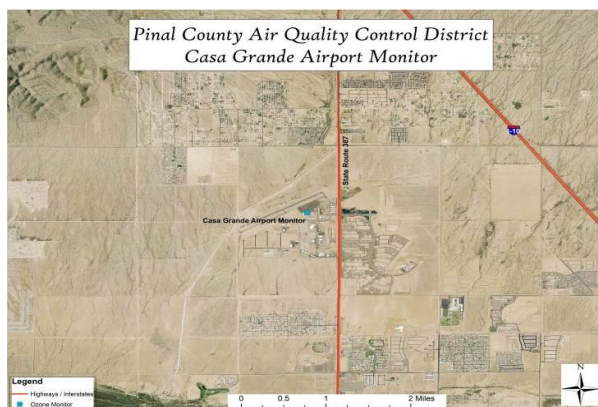 Pinal County Air Quality Control District
Casa Grande Airport Monitor
I-10
State Route 387
Casa Grande Airport Monitor
Legend
Highways / Interstates
Ozone Monitor
0 0.5 1 2 Miles
N